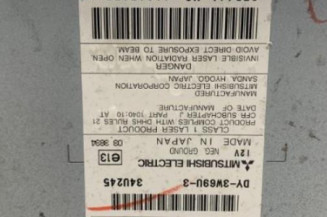 DY-3W69U-3 34U245
MITSUBISHI ELECTRIC
12V NEG. GROUND
MADE IN JAPAN
e13
CLASS 1 LASER PRODUCT
PRODUCT COMPLIES WITH DHHS RULES 21
CFR SUBCHAPTER J PART 1040.10 AT
DATE OF MANUFACTURE
MANUFACTURED
MITSUBISHI ELECTRIC CORPORATION
SANDA HYOGO JAPAN
DANGER
INVISIBLE LASER RADIATION WHEN OPEN
AVOID DIRECT EXPOSURE TO BEAM